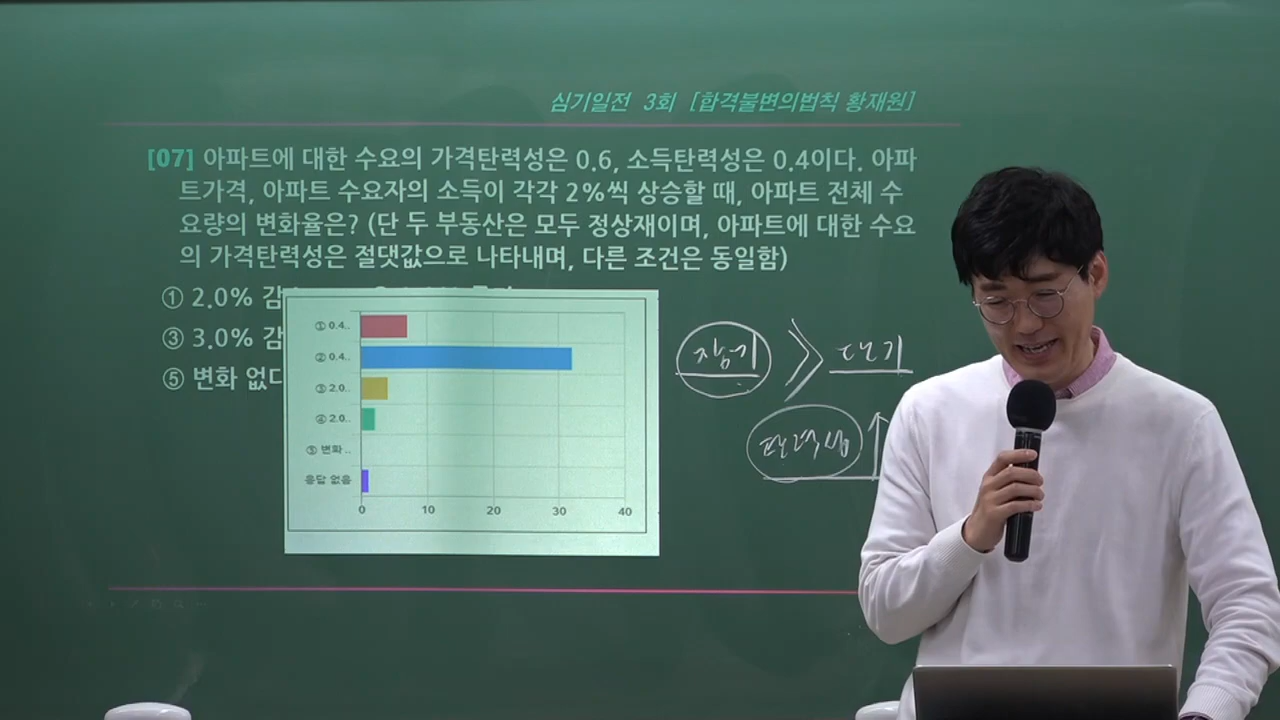 심기일전 3회 [합격불변의법칙 황재원]
[07] 아파트에 대한 수요의 가격탄력성은 0.6, 소득탄력성은 0.4이다. 아파
트가격, 아파트 수요자의 소득이 각각 2%씩 상승할 때, 아파트 전체 수
요량의 변화율은? (단 두 부동산은 모두 정상재이며, 아파트에 대한 수요
의 가격탄력성은 절댓값으로 나타내며, 다른 조건은 동일함)
① 2.0% 감
③ 3.0% 감
⑤ 변화 없다
① 0.4..
② 0.4..
③ 2.0..
④ 2.0..
⑤ 변화 ..
응답 없음
0 10 20 30 40
장기 》 단기
탄력성 ↑